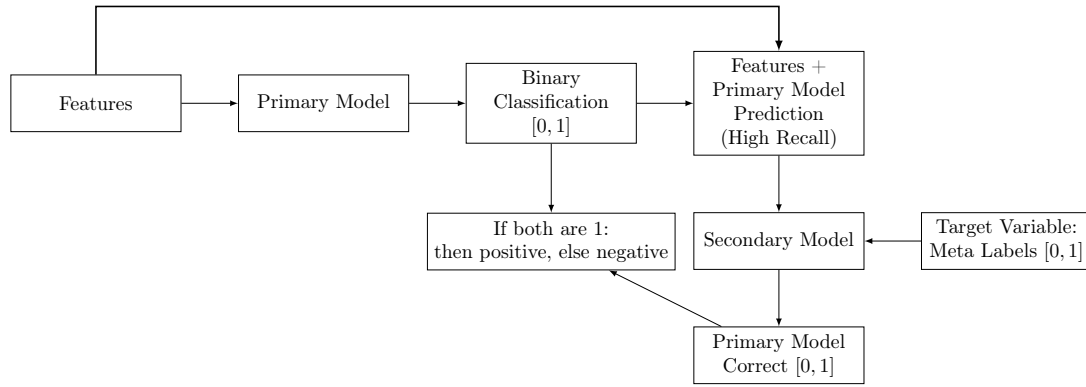 Features
Primary Model
Binary
Classification
[0, 1]
Features +
Primary Model
Prediction
(High Recall)
If both are 1:
then positive, else negative
Secondary Model
Target Variable:
Meta Labels [0, 1]
Primary Model
Correct [0, 1]